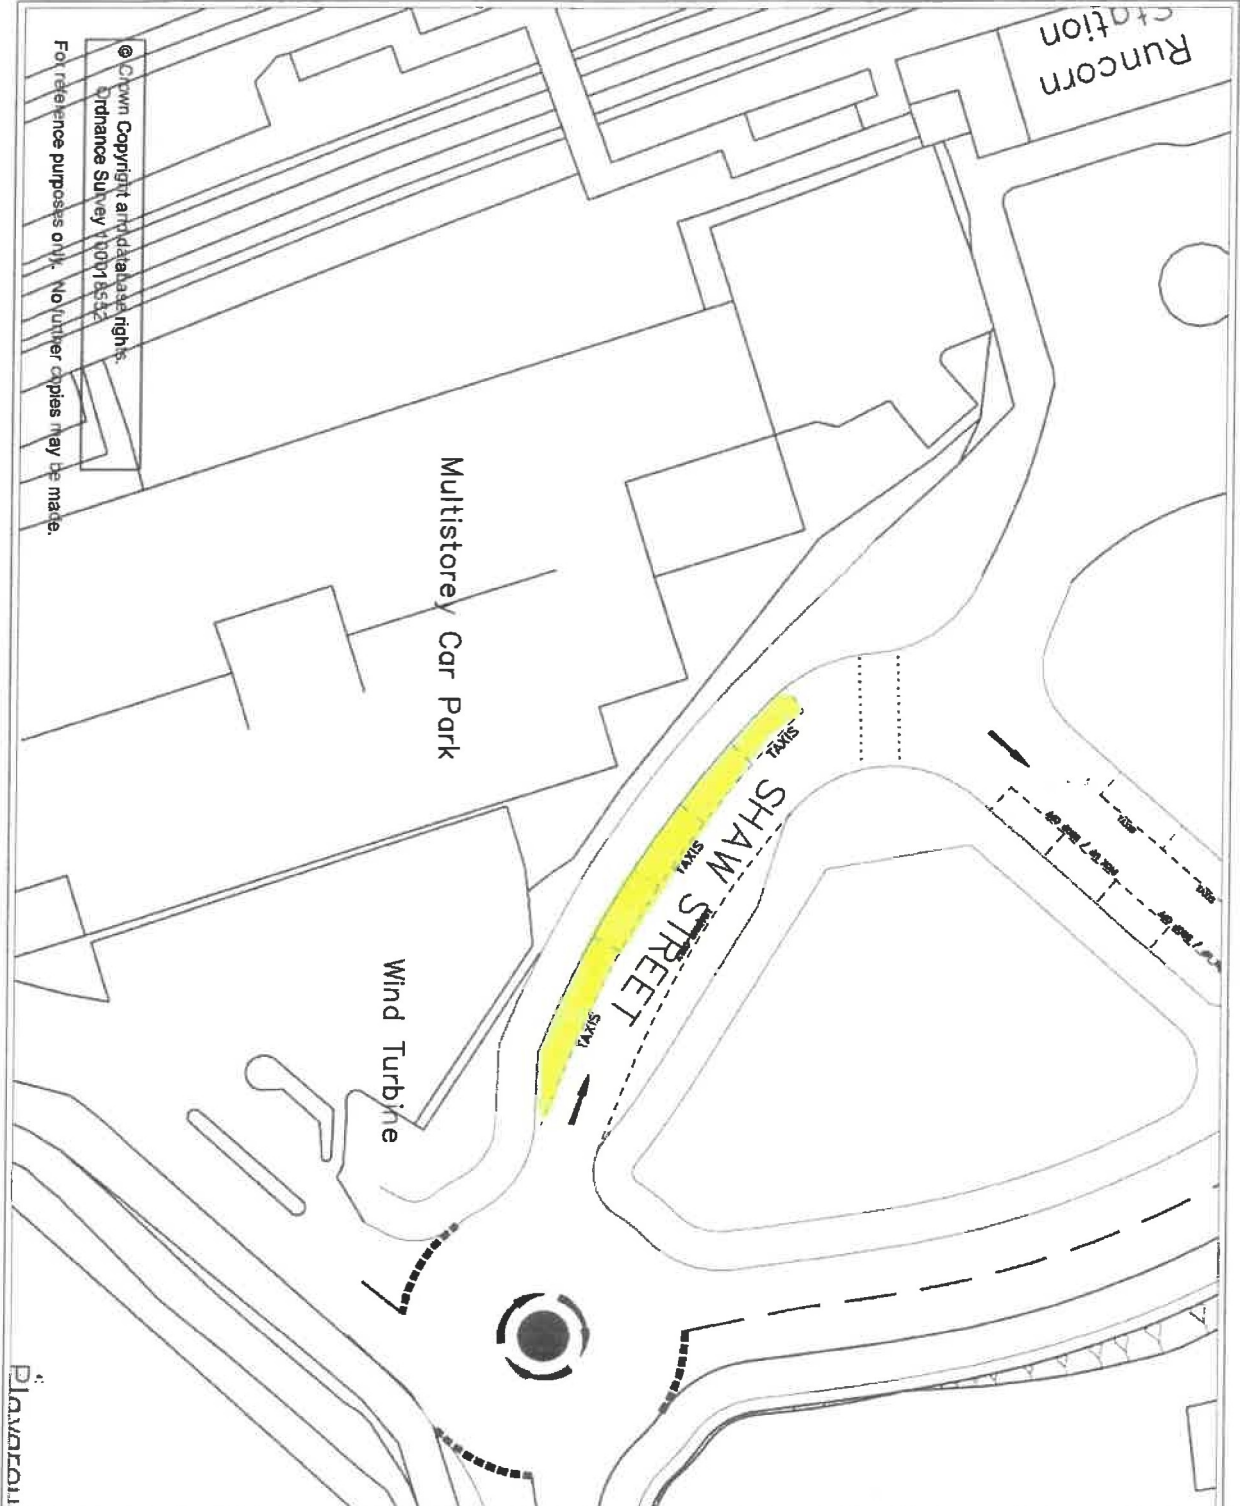 Runcorn
Station
© Crown Copyright and database rights.
Ordnance Survey 100018552
For reference purposes only. No further copies may be made.
Multistorey Car Park
TAXIS
SHAW STREET
TAXIS
TAXIS
Wind Turbine